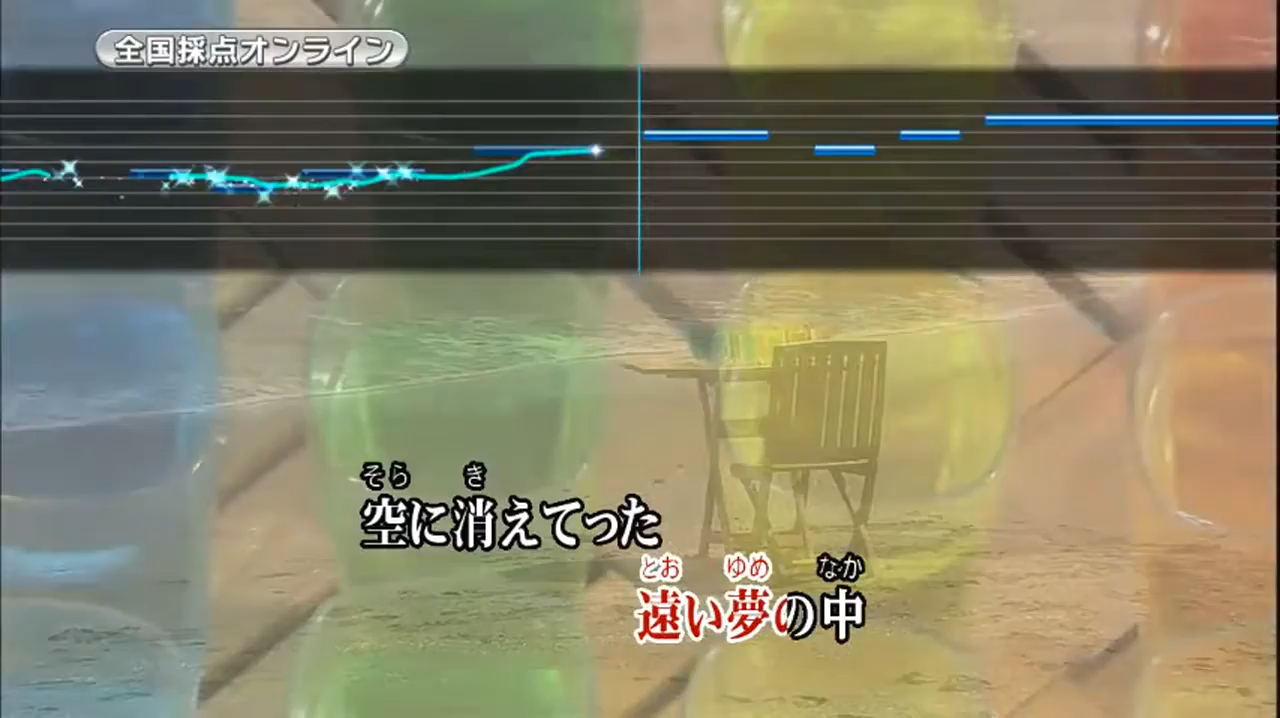 全国採点オンライン
そら き
空に消えてった
とお ゆめ なか
遠い夢の中